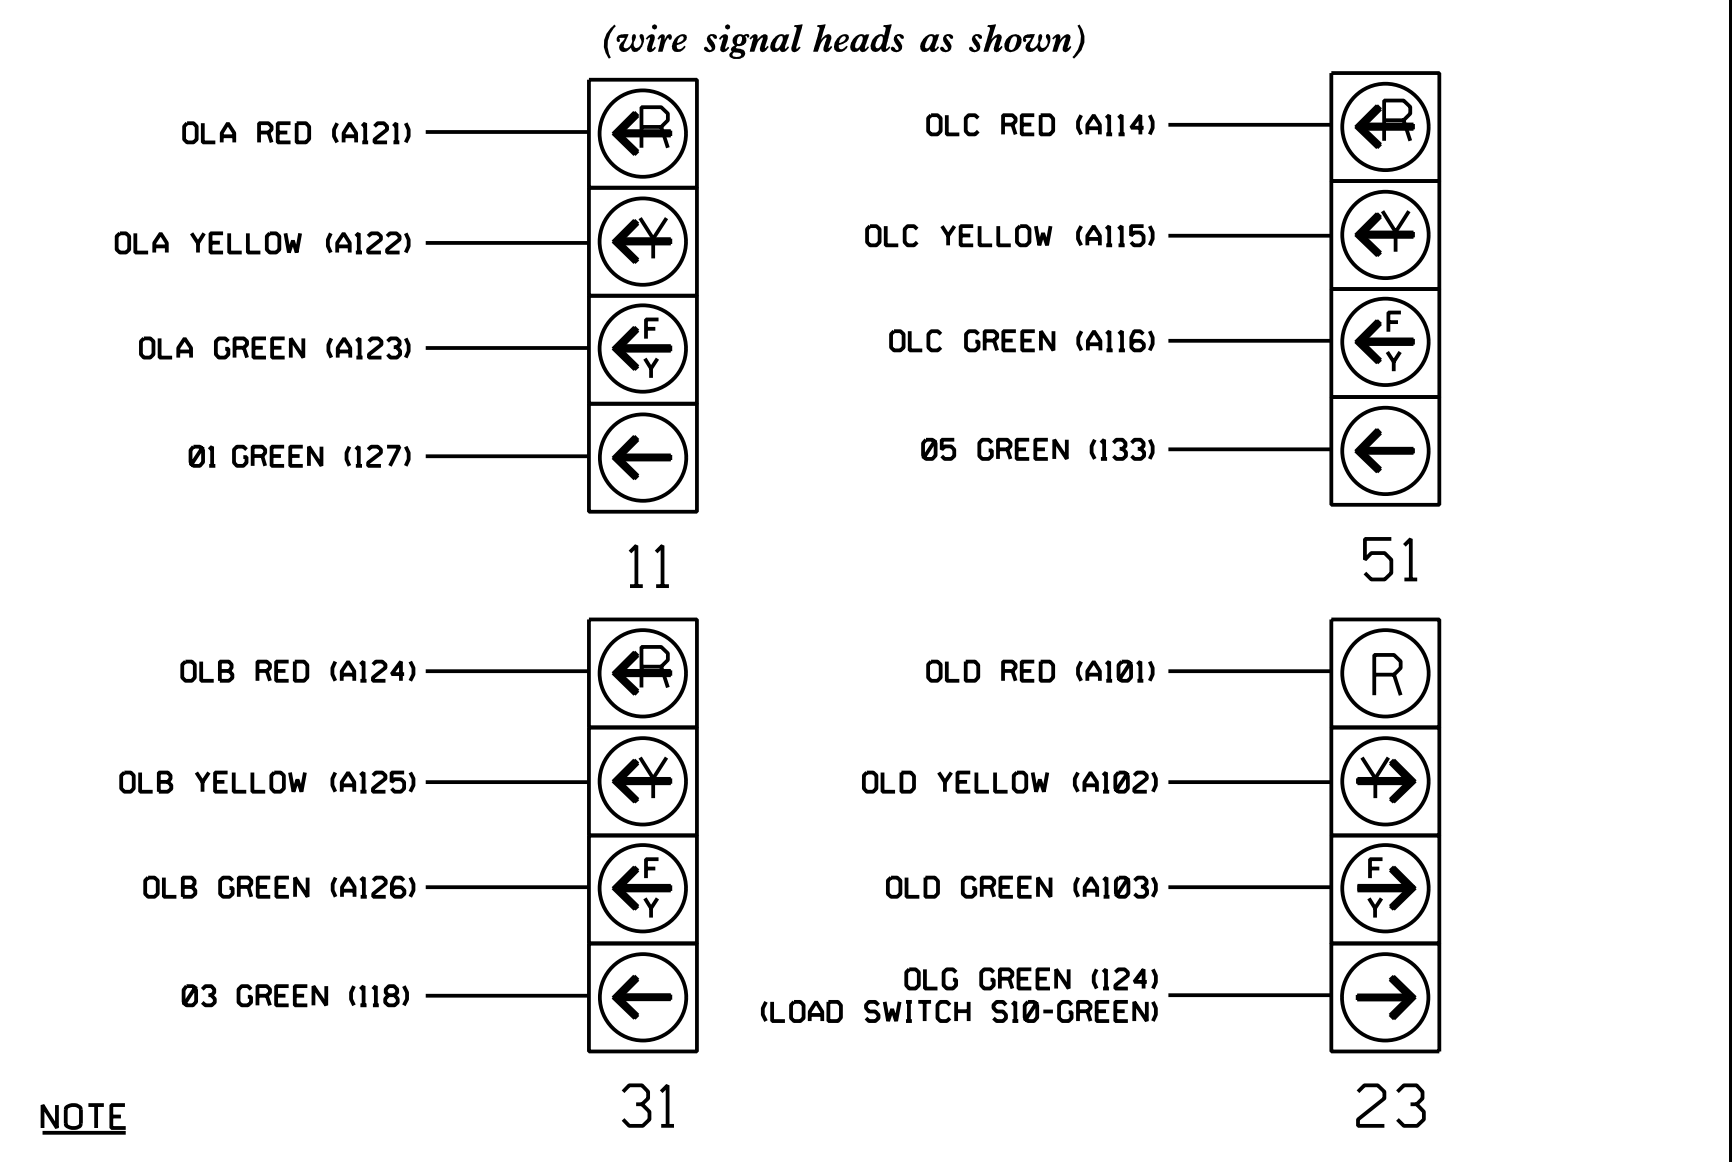 (wire signal heads as shown)
OLA RED (A121)
R
OLA YELLOW (A122)
Y
OLA GREEN (A123)
F
Y
01 GREEN (127)
11
OLC RED (A114)
R
OLC YELLOW (A115)
Y
OLC GREEN (A116)
F
Y
05 GREEN (133)
51
OLB RED (A124)
R
OLB YELLOW (A125)
Y
OLB GREEN (A126)
F
Y
03 GREEN (118)
31
OLD RED (A101)
R
OLD YELLOW (A102)
Y
OLD GREEN (A103)
F
Y
OLG GREEN (124)
(LOAD SWITCH S10-GREEN)
23
NOTE